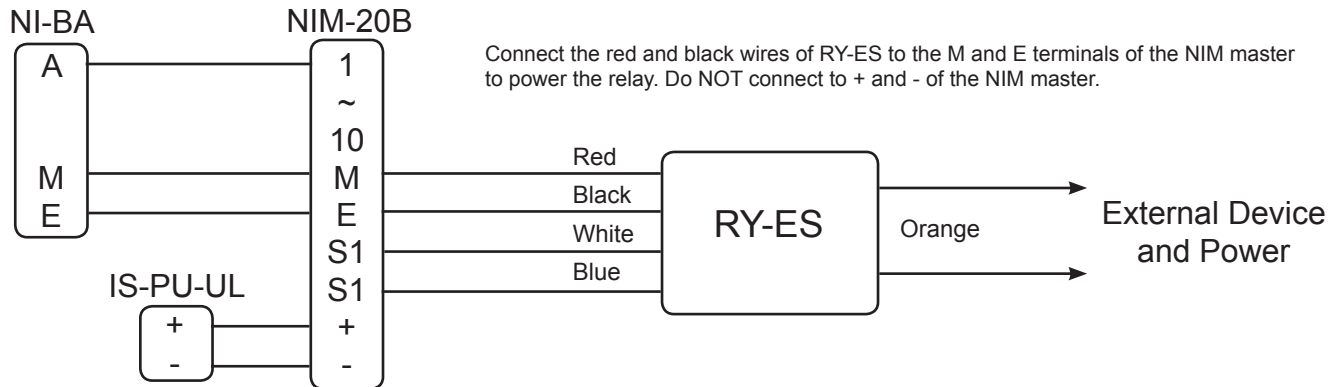 NI-BA
NIM-20B
Connect the red and black wires of RY-ES to the M and E terminals of the NIM master
to power the relay. Do NOT connect to + and - of the NIM master.
A
M
E
1
~
10
M
E
S1
S1
+
-
Red
Black
White
Blue
RY-ES
Orange
External Device
and Power
IS-PU-UL
+
-